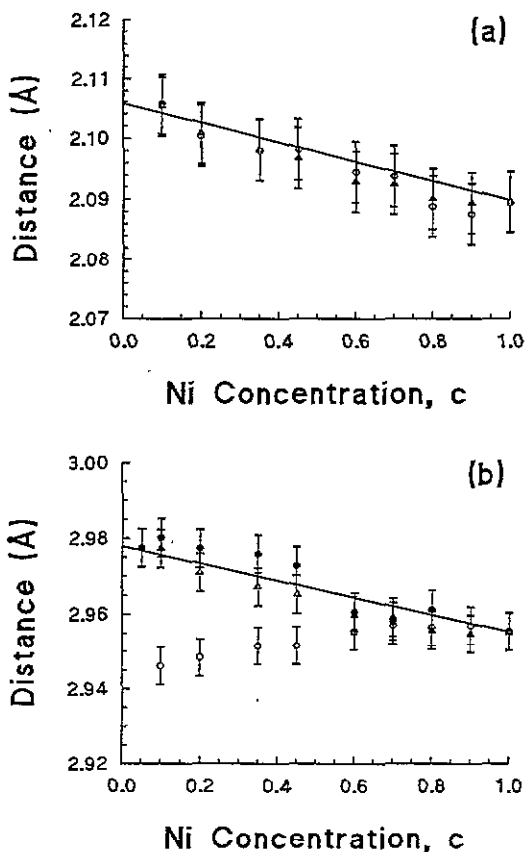 (a)
2.12
2.11
2.10
2.09
2.08
2.07
Distance (Å)
0.0 0.2 0.4 0.6 0.8 1.0
Ni Concentration, c
(b)
3.00
2.98
2.96
2.94
2.92
Distance (Å)
0.0 0.2 0.4 0.6 0.8 1.0
Ni Concentration, c